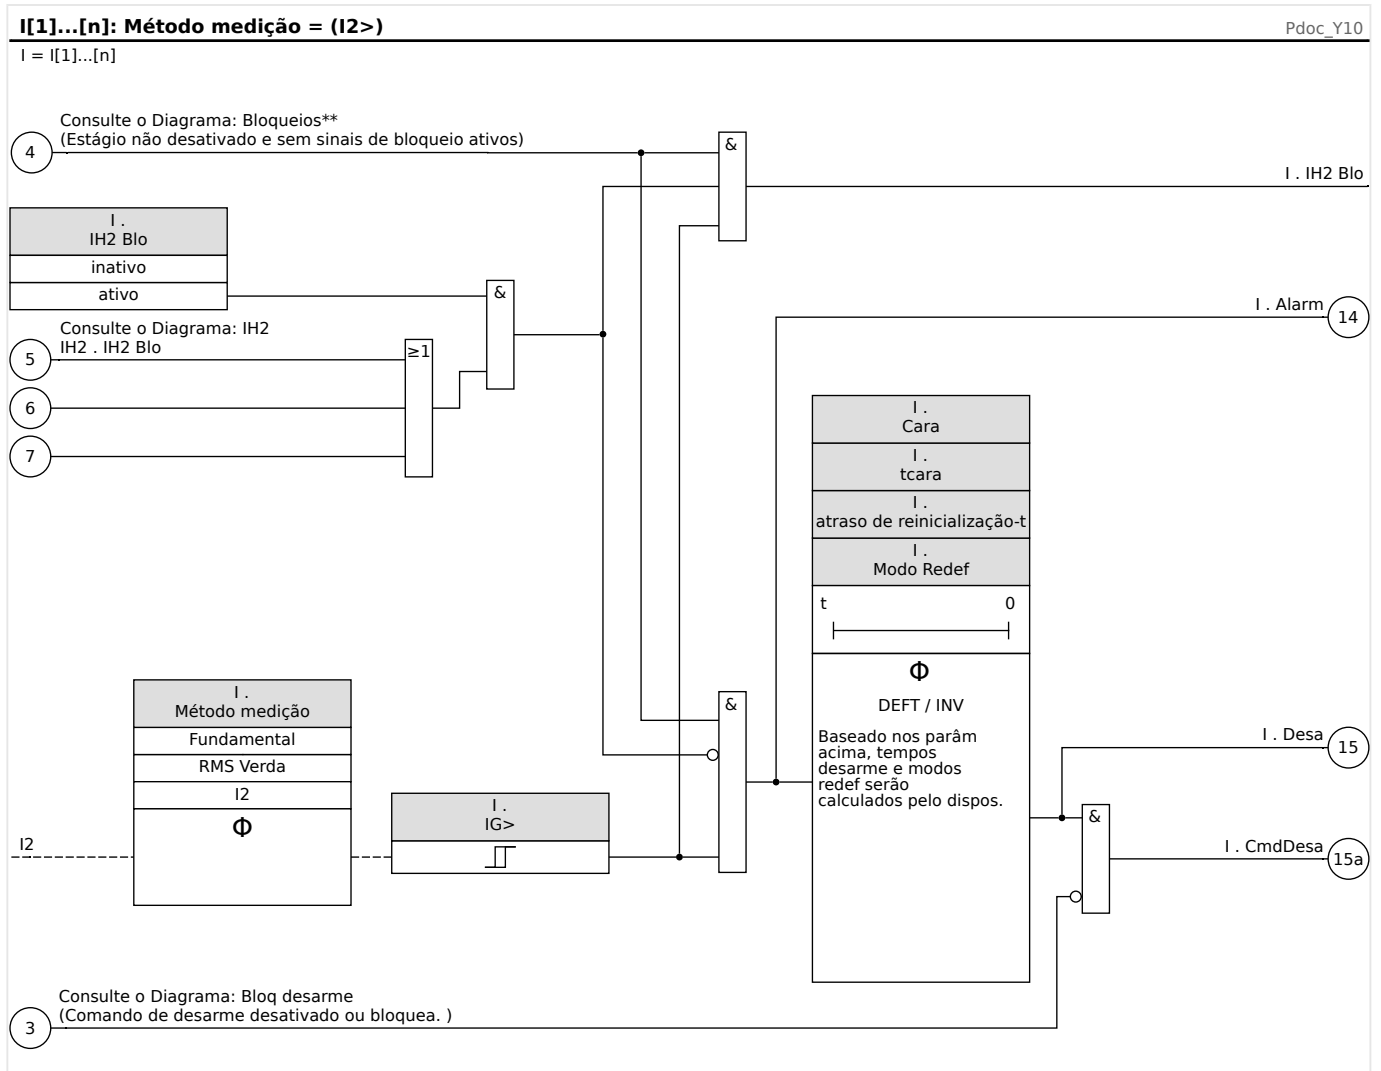 I[1]...[n]: Método medição = (I2>)
Pdoc_Y10
I = I[1]...[n]
Consulte o Diagrama: Bloqueios**
(Estágio não desativado e sem sinais de bloqueio ativos)
4
&
I . IH2 Blo
I .
IH2 Blo
inativo
ativo
&
I . Alarm
14
Consulte o Diagrama: IH2
IH2 . IH2 Blo
5
≥1
6
7
I .
Cara
I .
tcara
I .
atraso de reinicialização-t
I .
Modo Redef
t 0
Φ
DEFT / INV
Baseado nos parâm
acima, tempos
desarme e modos
redef serão
calculados pelo dispos.
I .
Método medição
Fundamental
RMS Verda
I2
Φ
I2
I .
IG>
&
I . Desa
15
&
I . CmdDesa
15a
Consulte o Diagrama: Bloq desarme
(Comando de desarme desativado ou bloquea. )
3